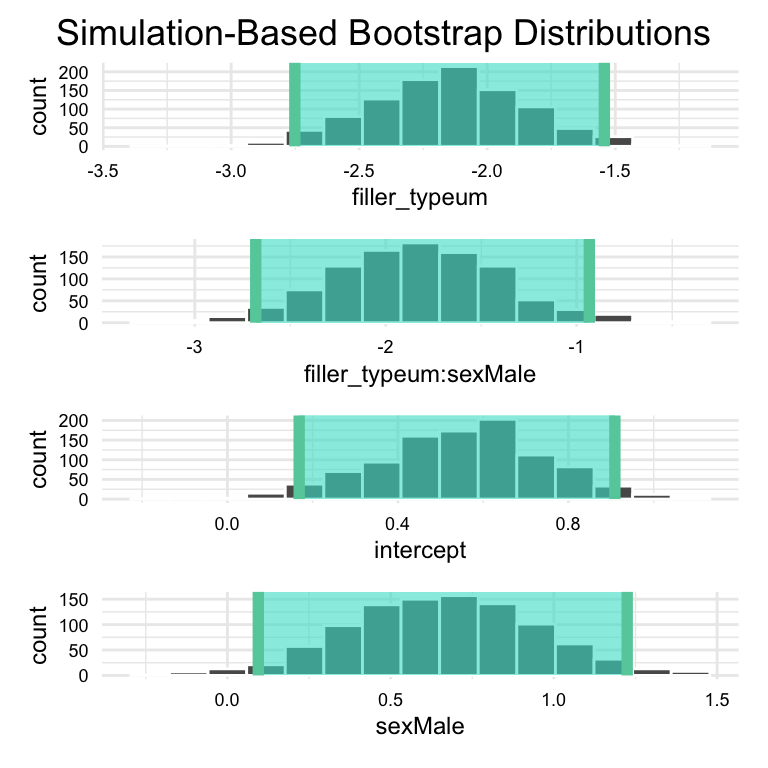 Simulation-Based Bootstrap Distributions
count
200
150
100
50
0
-3.5 -3.0 -2.5 -2.0 -1.5
filler_typeum
count
150
100
50
0
-3 -2 -1
filler_typeum:sexMale
count
200
150
100
50
0
0.0 0.4 0.8
intercept
count
150
100
50
0
0.0 0.5 1.0 1.5
sexMale